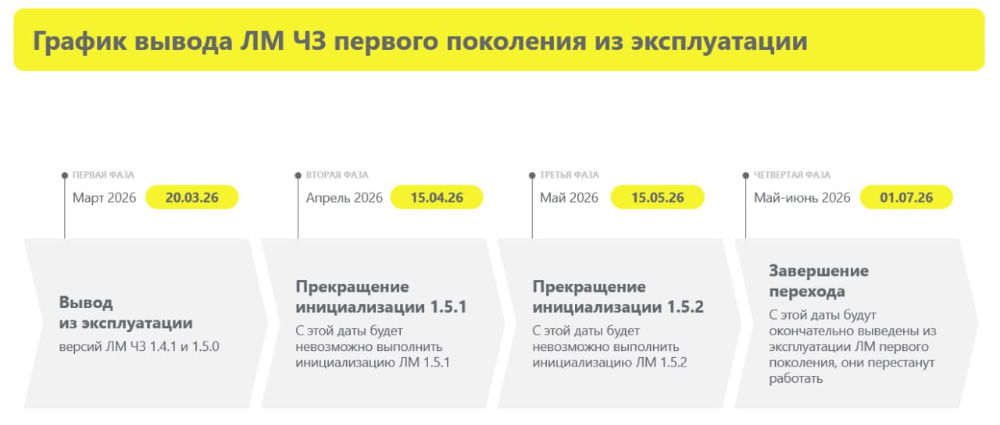 График вывода ЛМ ЧЗ первого поколения из эксплуатации
ПЕРВАЯ ФАЗА
Март 2026 20.03.26
Вывод
из эксплуатации
версий ЛМ ЧЗ 1.4.1 и 1.5.0
ВТОРАЯ ФАЗА
Апрель 2026 15.04.26
Прекращение
инициализации 1.5.1
С этой даты будет
невозможно выполнить
инициализацию ЛМ 1.5.1
ТРЕТЬЯ ФАЗА
Май 2026 15.05.26
Прекращение
инициализации 1.5.2
С этой даты будет
невозможно выполнить
инициализацию ЛМ 1.5.2
ЧЕТВЕРТАЯ ФАЗА
Май-июнь 2026 01.07.26
Завершение
перехода
С этой даты будут
окончательно выведены из
эксплуатации ЛМ первого
поколения, они перестанут
работать